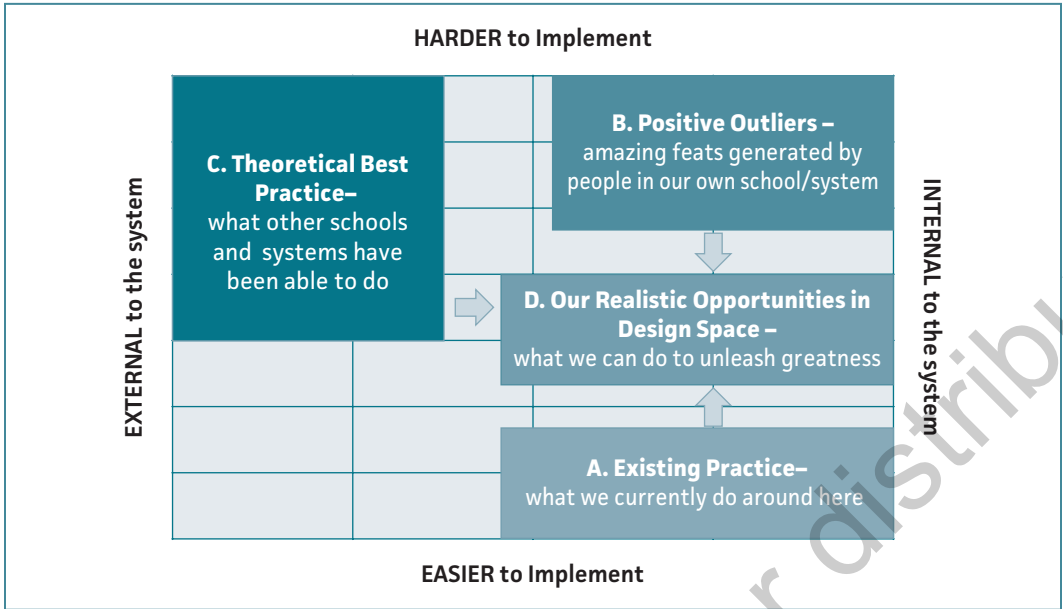 HARDER to Implement
EXTERNAL to the system
C. Theoretical Best
Practice–
what other schools
and systems have
been able to do
B. Positive Outliers –
amazing feats generated by
people in our own school/system
INTERNAL to the system
D. Our Realistic Opportunities in
Design Space –
what we can do to unleash greatness
A. Existing Practice–
what we currently do around here
EASIER to Implement